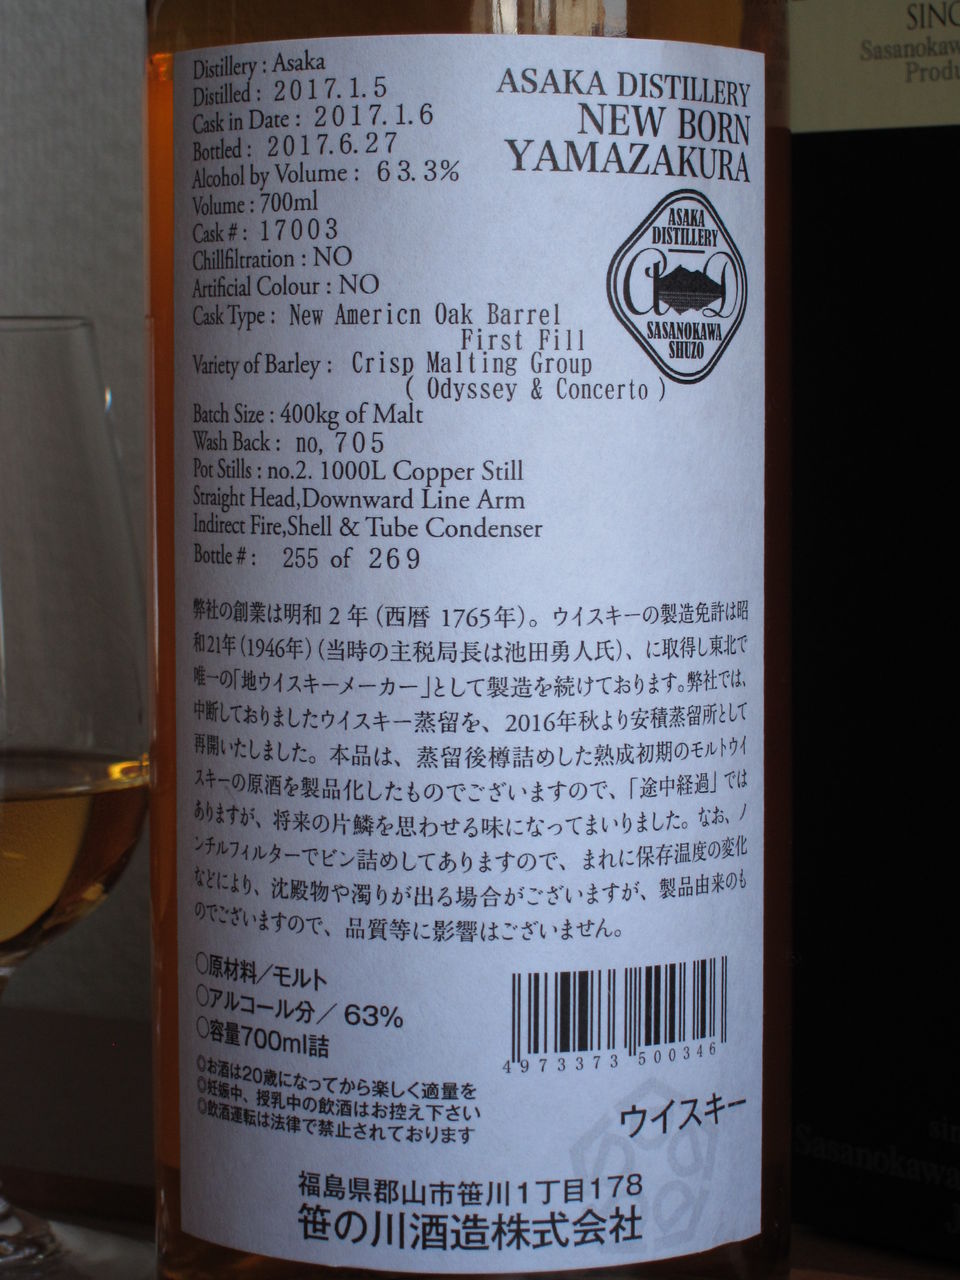 Distillery : Asaka
Distilled : 2017.1.5
Cask in Date : 2017.1.6
Bottled : 2017.6.27
Alcohol by Volume : 63.3%
Volume : 700ml
Cask# : 17003
Chillfiltration : NO
Artificial Colour : NO
Cask Type : New Americn Oak Barrel
First Fill
Variety of Barley : Crisp Malting Group
( Odyssey & Concerto )
Batch Size : 400kg of Malt
Wash Back : no, 705
Pot Stills : no.2. 1000L Copper Still
Straight Head,Downward Line Arm
Indirect Fire,Shell & Tube Condenser
Bottle# : 255 of 269
ASAKA DISTILLERY
NEW BORN
YAMAZAKURA
ASAKA
DISTILLERY
SASANOKAWA
SHUZO
弊社の創業は明和2年（西暦 1765年）。ウイスキーの製造免許は昭
和21年（1946年）（当時の主税局長は池田勇人氏）、に取得し東北で
唯一の「地ウイスキーメーカー」として製造を続けております。弊社では、
中断しておりましたウイスキー蒸留を、2016年秋より安積蒸留所として
再開いたしました。本品は、蒸留後樽詰めした熟成初期のモルトウイ
スキーの原酒を製品化したものでございますので、「途中経過」では
ありますが、将来の片鱗を思わせる味になってまいりました。なお、ノ
ンチルフィルターでビン詰めしてありますので、まれに保存温度の変化
などにより、沈殿物や濁りが出る場合がございますが、製品由来のも
のでございますので、品質等に影響はございません。
○原材料／モルト
○アルコール分／63%
○容量700ml詰
◎お酒は20歳になってから楽しく適量を
◎妊娠中、授乳中の飲酒はお控え下さい
◎飲酒運転は法律で禁止されております
4973373500346
ウイスキー
福島県郡山市笹川1丁目178
笹の川酒造株式会社
SING
Sasanokaw
Produ
sin
Sasanokawa